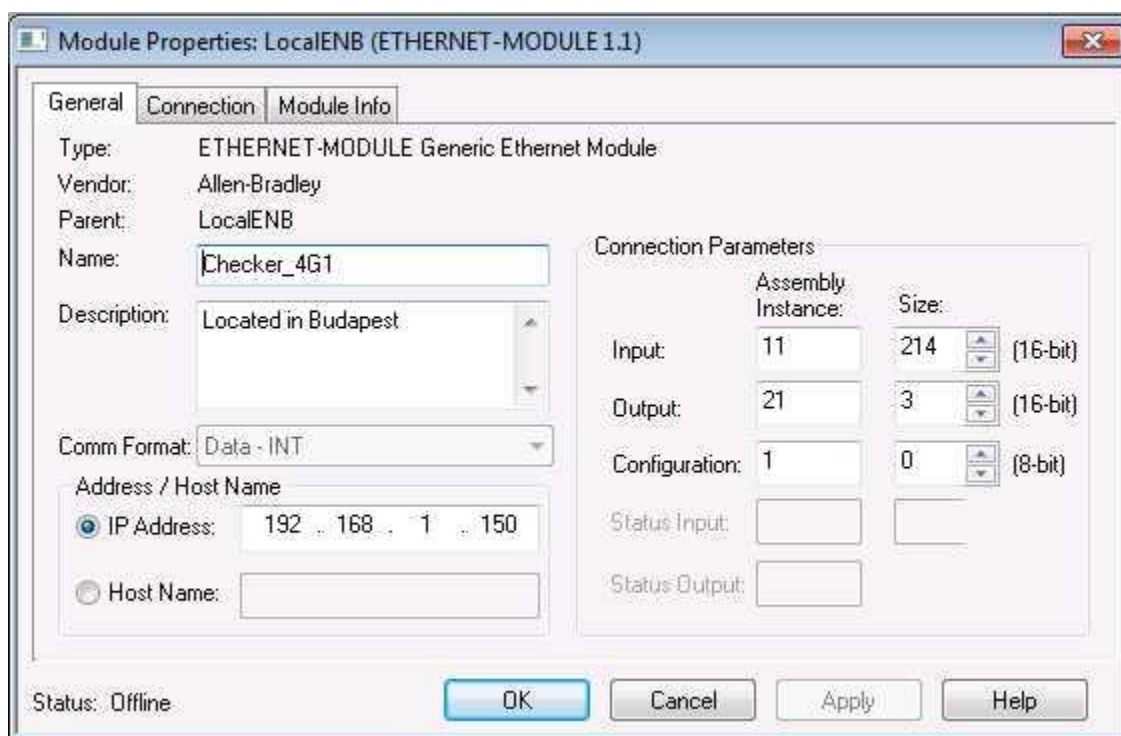 Module Properties: LocalENB (ETHERNET-MODULE 1.1)
General Connection Module Info
Type: ETHERNET-MODULE Generic Ethernet Module
Vendor: Allen-Bradley
Parent: LocalENB
Name: Checker_4G1
Description: Located in Budapest
Comm Format: Data - INT
Address / Host Name
IP Address: 192 . 168 . 1 . 150
Host Name:
Connection Parameters
Assembly
Instance: Size:
Input: 11 214 (16-bit)
Output: 21 3 (16-bit)
Configuration: 1 0 (8-bit)
Status Input:
Status Output:
Status: Offline OK Cancel Apply Help